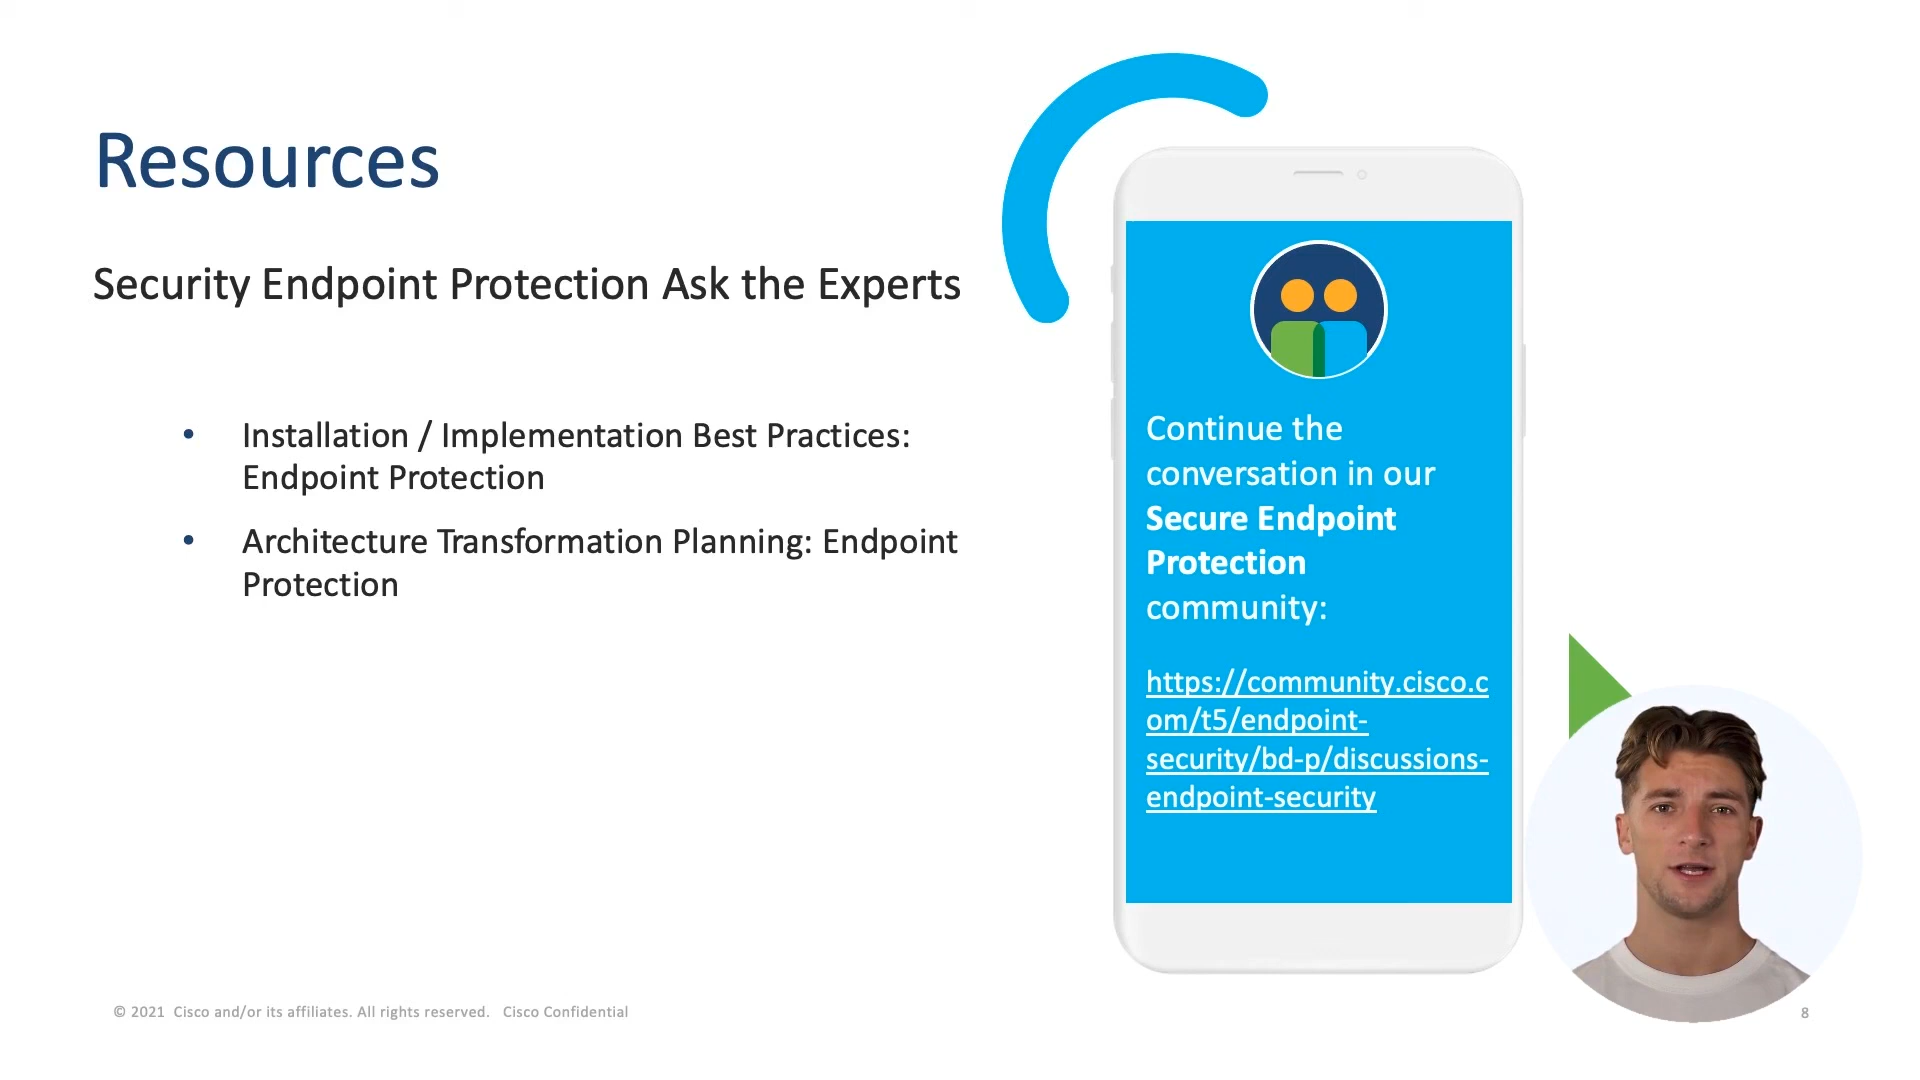 Resources
Security Endpoint Protection Ask the Experts
• Installation / Implementation Best Practices:
Endpoint Protection
• Architecture Transformation Planning: Endpoint
Protection
Continue the
conversation in our
Secure Endpoint
Protection
community:
https://community.cisco.c
om/t5/endpoint-
security/bd-p/discussions-
endpoint-security
© 2021 Cisco and/or its affiliates. All rights reserved. Cisco Confidential
8